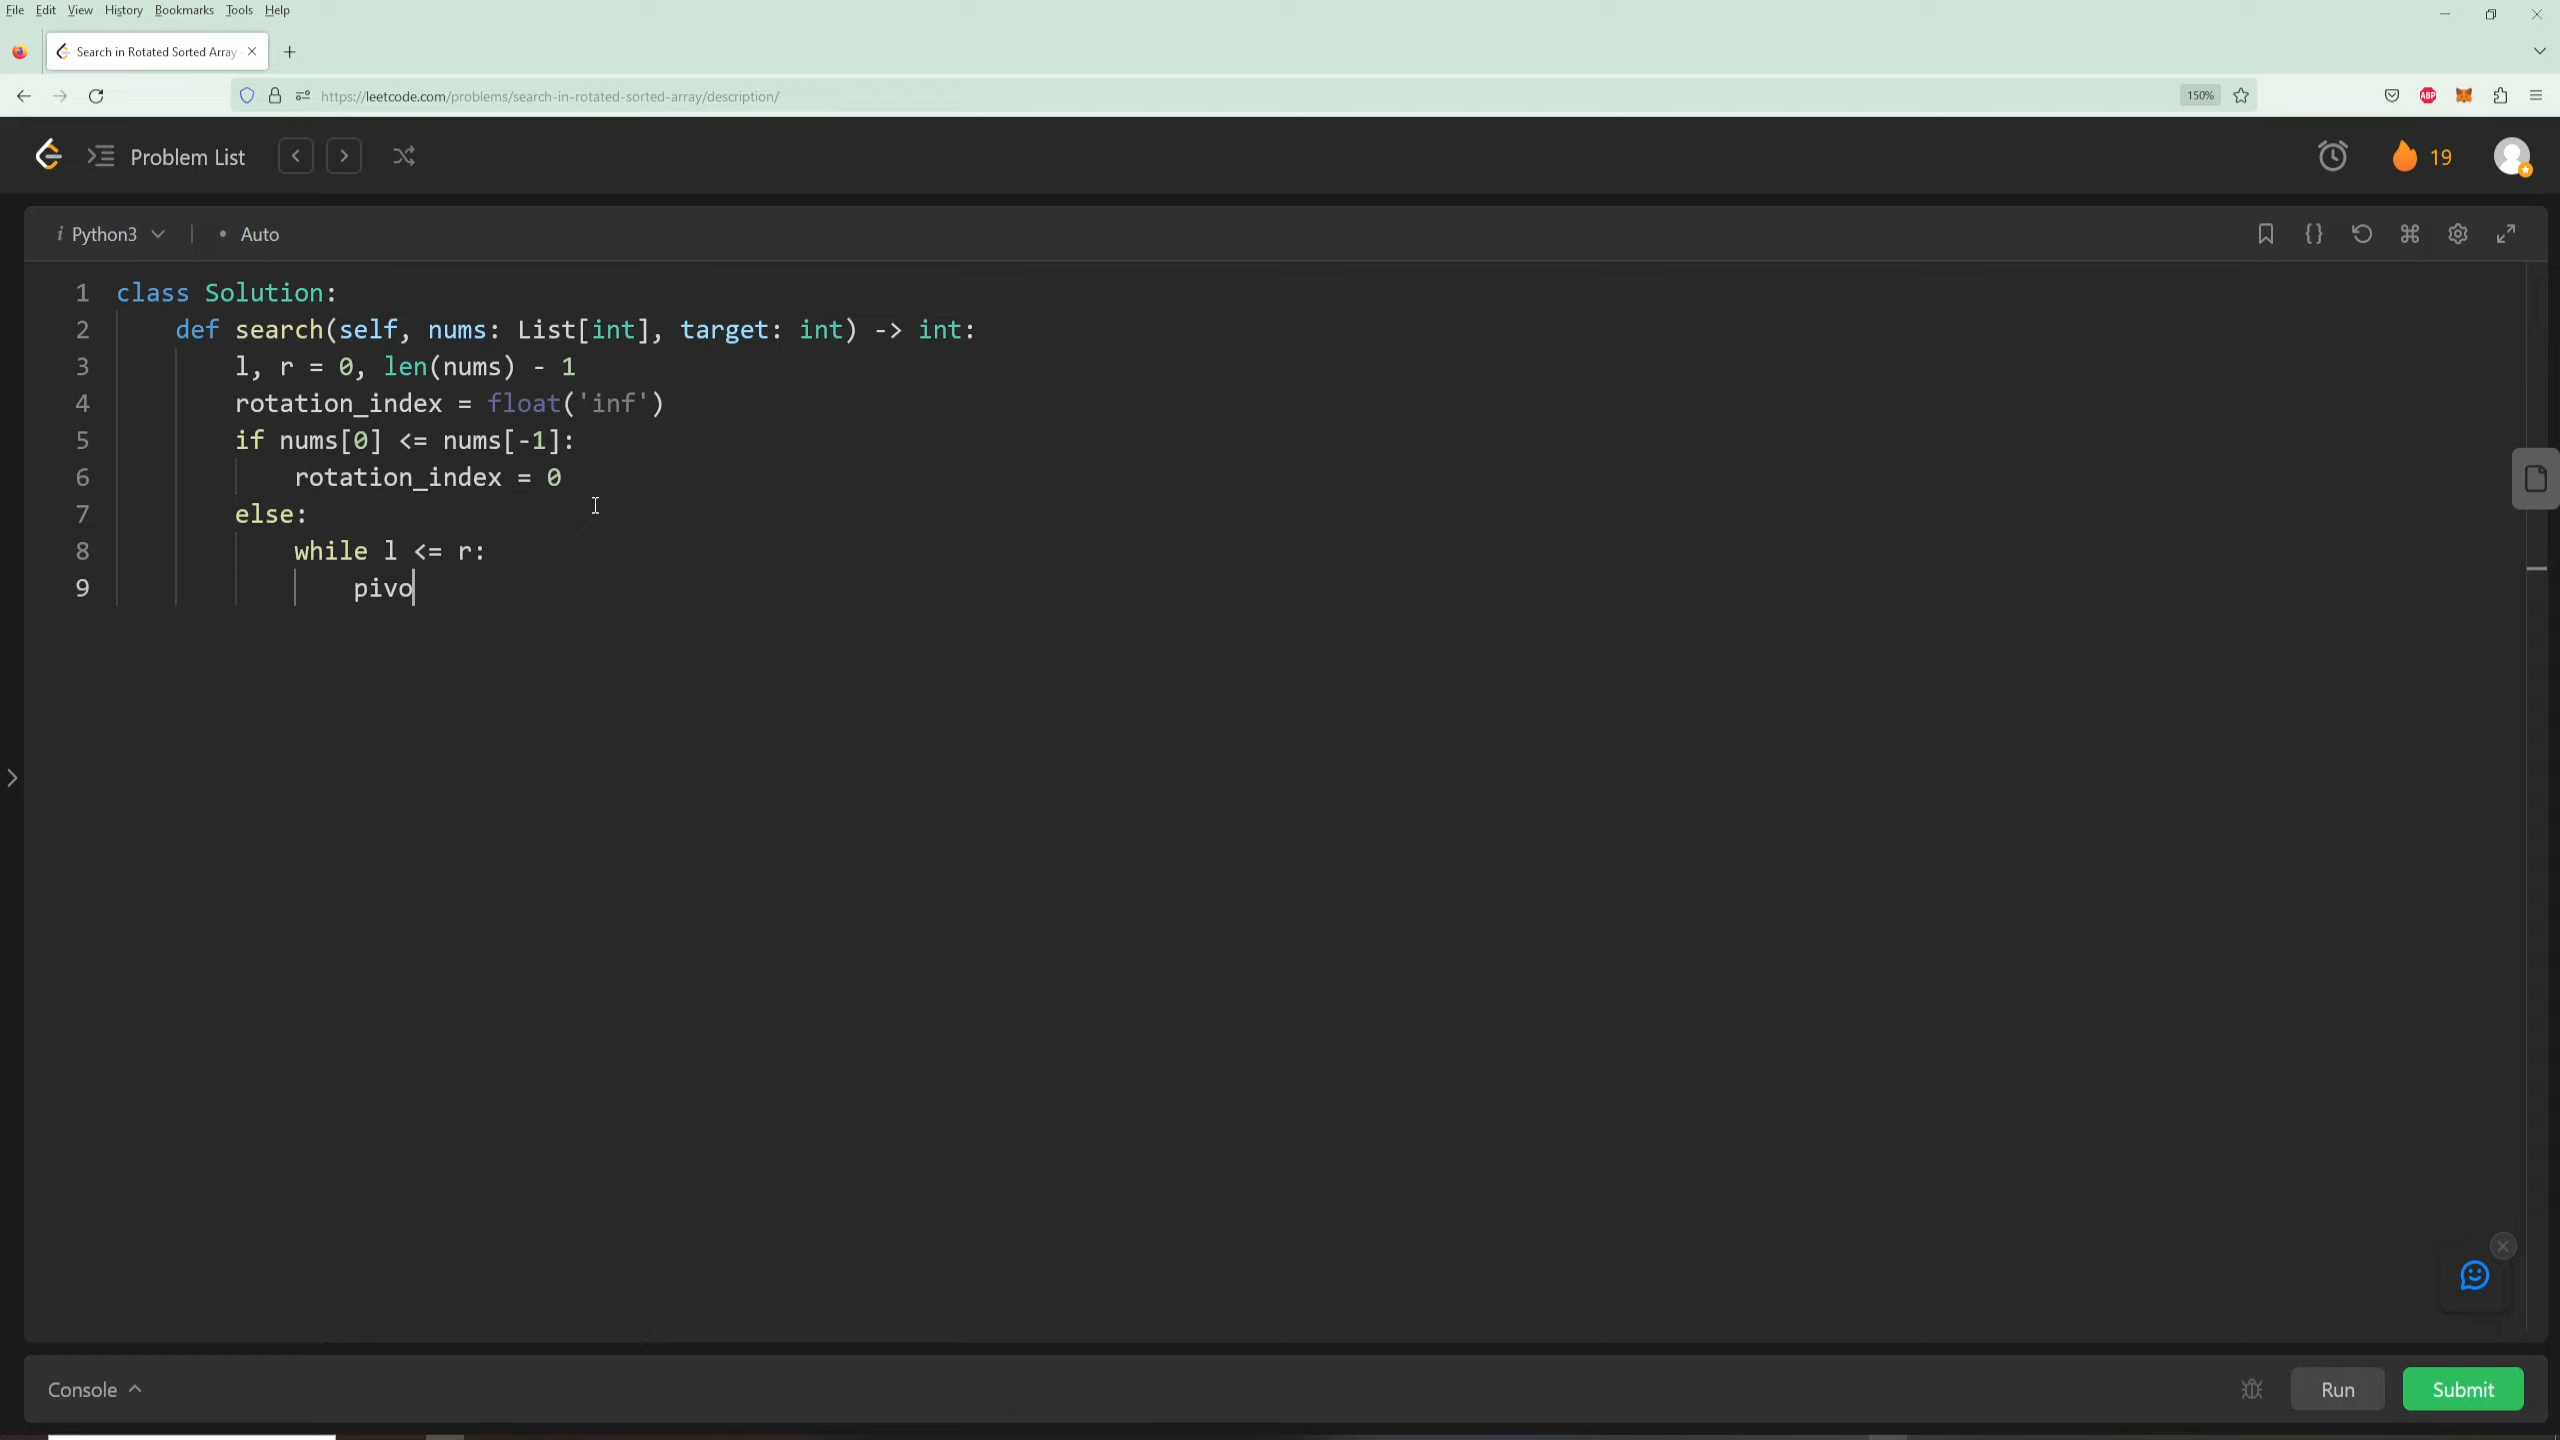 File Edit View History Bookmarks Tools Help
Search in Rotated Sorted Array
https://leetcode.com/problems/search-in-rotated-sorted-array/description/
150%
ABP
Problem List
19
i Python3 • Auto
1 class Solution:
2 def search(self, nums: List[int], target: int) -> int:
3 l, r = 0, len(nums) - 1
4 rotation_index = float('inf')
5 if nums[0] <= nums[-1]:
6 rotation_index = 0
7 else:
8 while l <= r:
9 pivo
Console
Run
Submit